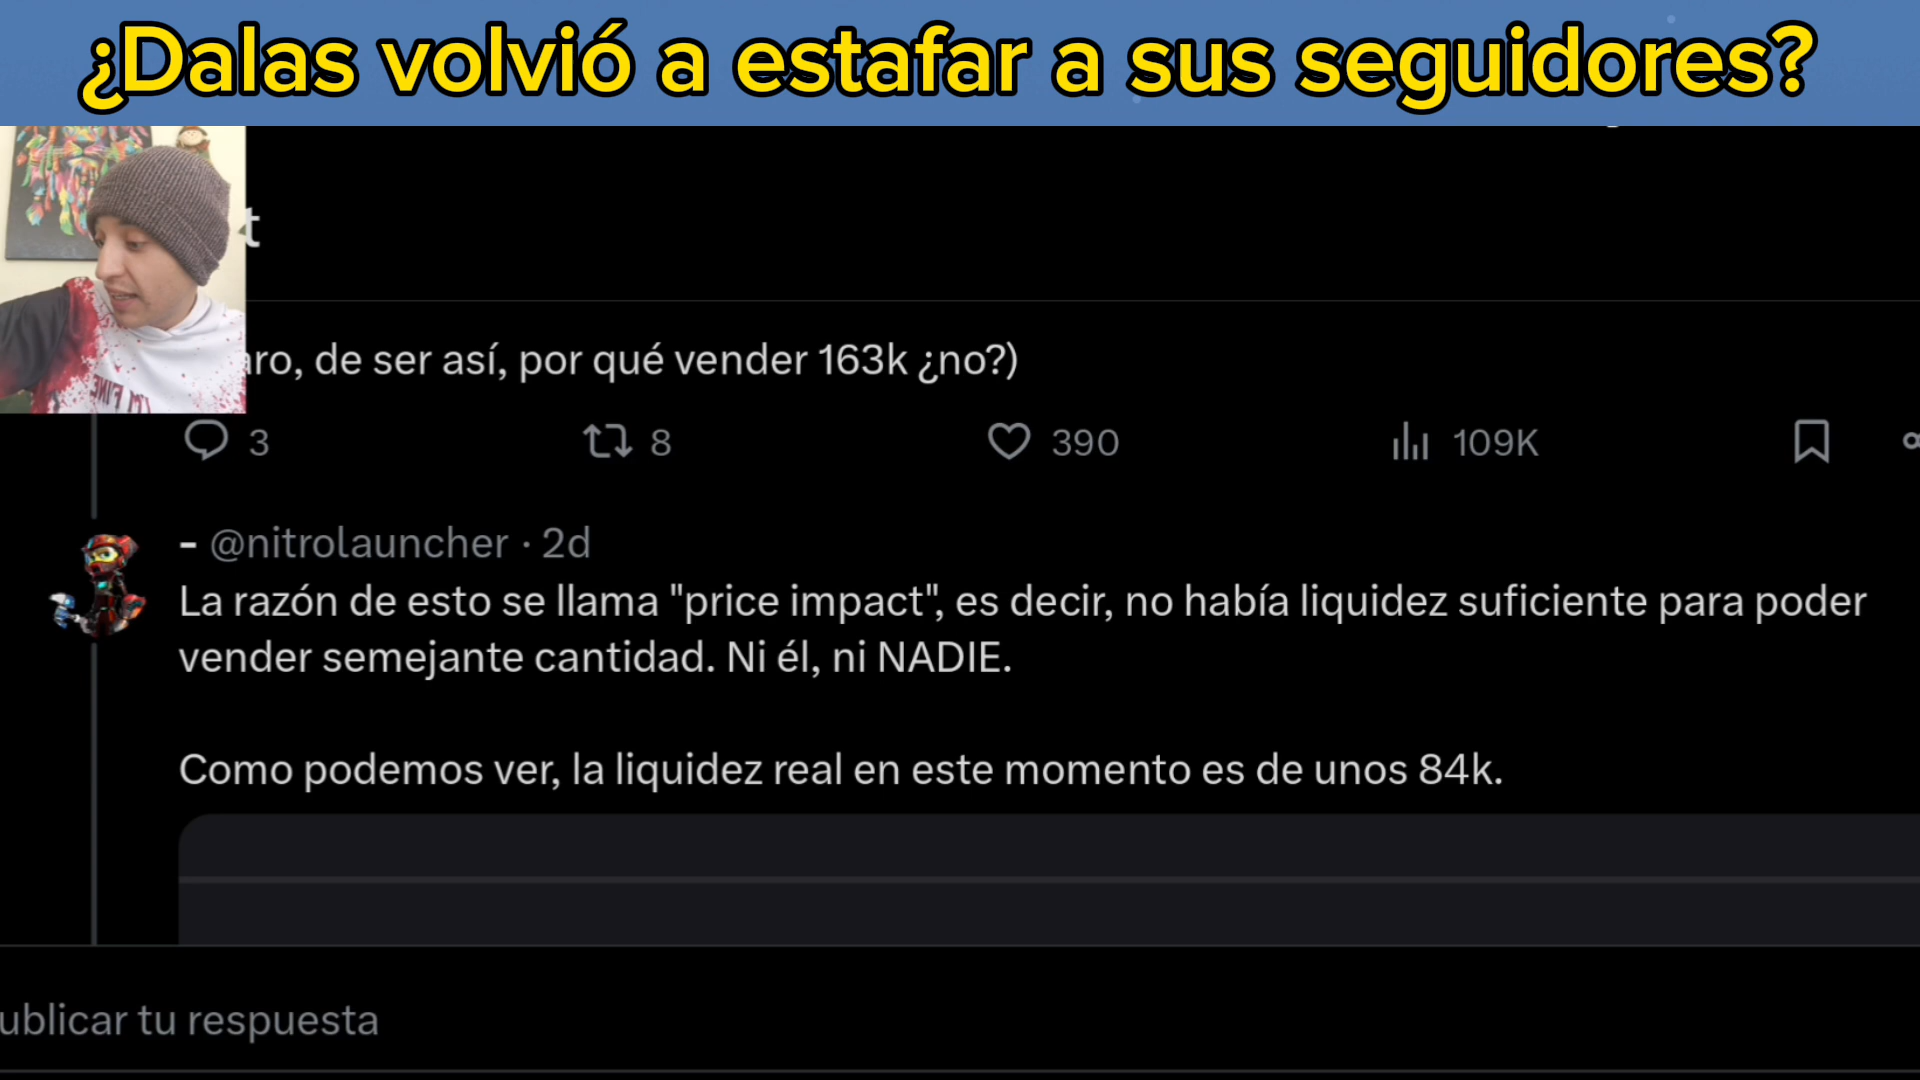 ¿Dalas volvió a estafar a sus seguidores?
t
aro, de ser así, por qué vender 163k ¿no?)
3 8 390 109K
- @nitrolauncher · 2d
La razón de esto se llama "price impact", es decir, no había liquidez suficiente para poder
vender semejante cantidad. Ni él, ni NADIE.
Como podemos ver, la liquidez real en este momento es de unos 84k.
ublicar tu respuesta